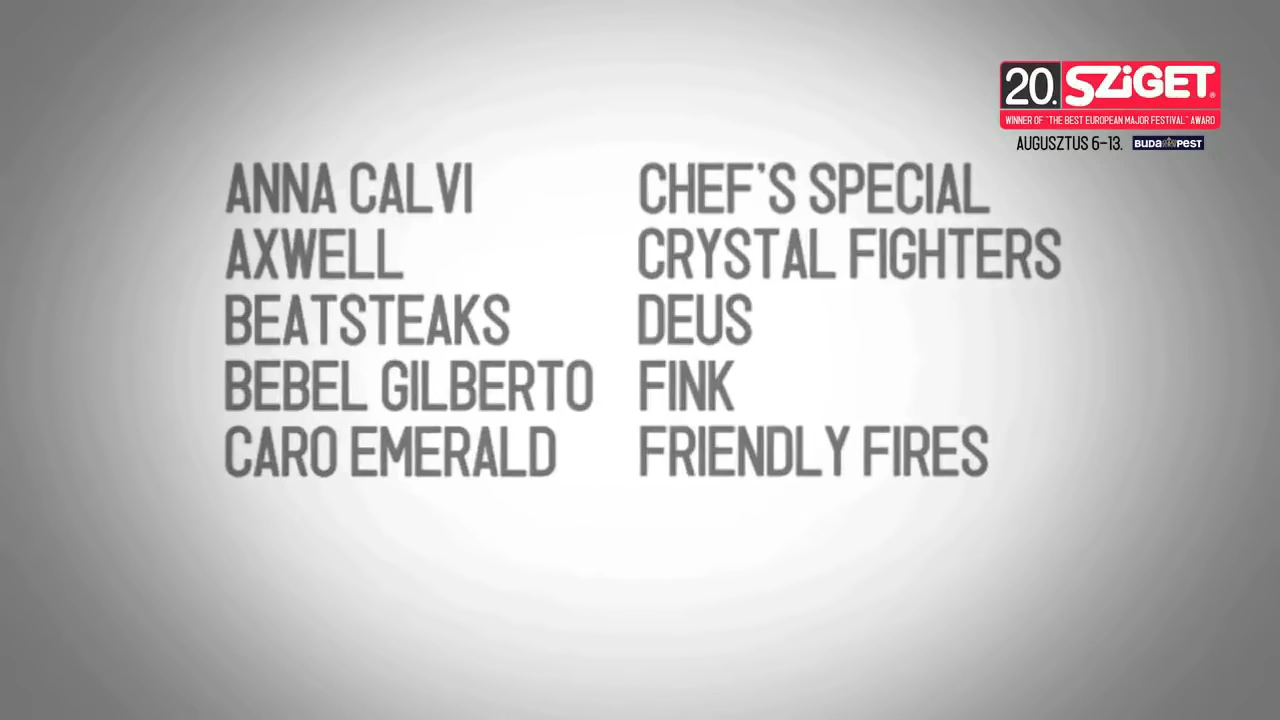 20. SZiGET
WINNER OF "THE BEST EUROPEAN MAJOR FESTIVAL" AWARD
AUGUSZTUS 6-13. BUDAPEST
ANNA CALVI
AXWELL
BEATSTEAKS
BEBEL GILBERTO
CARO EMERALD
CHEF'S SPECIAL
CRYSTAL FIGHTERS
DEUS
FINK
FRIENDLY FIRES